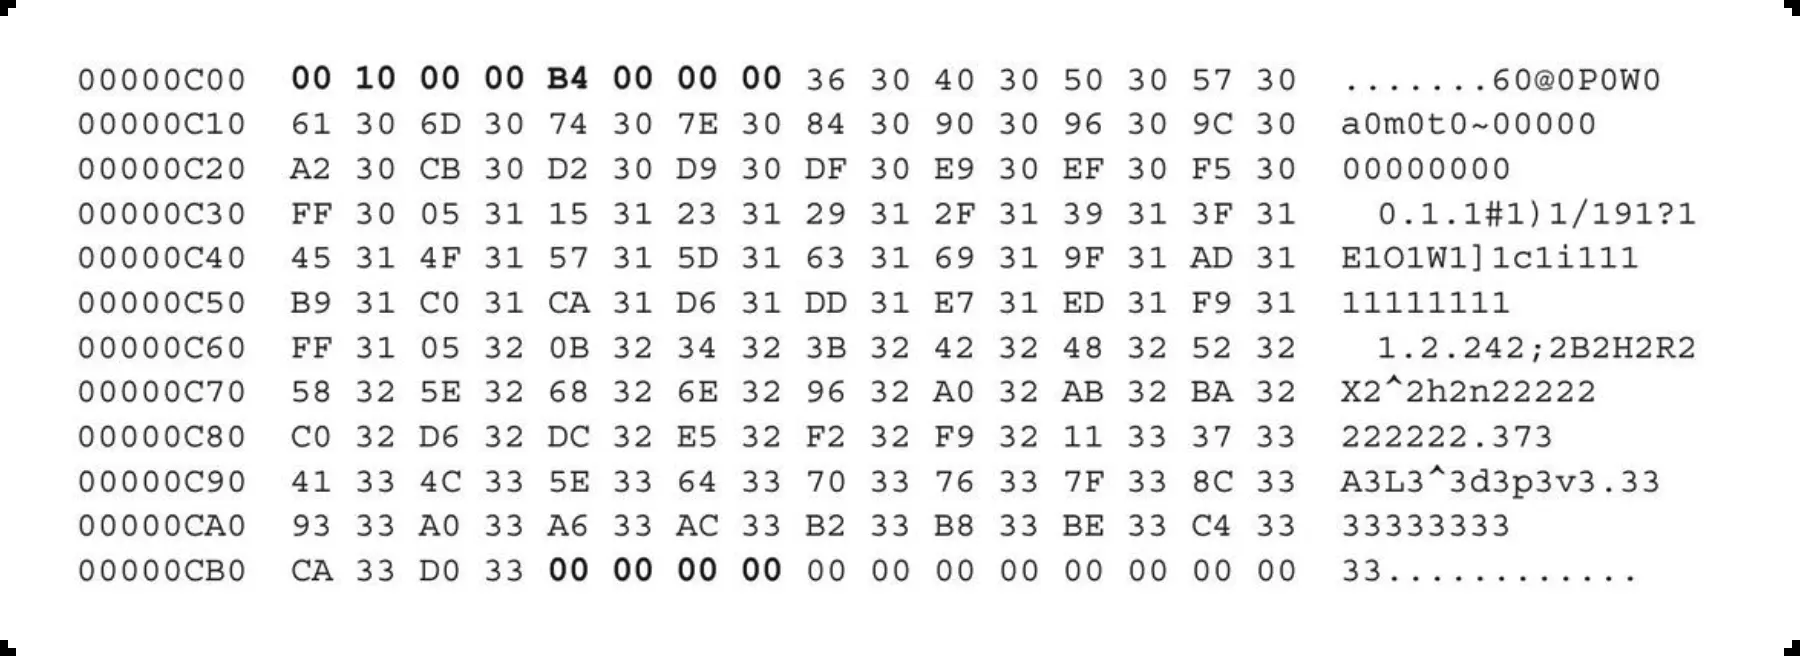 00000C00 00 10 00 00 B4 00 00 00 36 30 40 30 50 30 57 30 .......60@0P0W0
00000C10 61 30 6D 30 74 30 7E 30 84 30 90 30 96 30 9C 30 a0m0t0~00000
00000C20 A2 30 CB 30 D2 30 D9 30 DF 30 E9 30 EF 30 F5 30 00000000
00000C30 FF 30 05 31 15 31 23 31 29 31 2F 31 39 31 3F 31 0.1.1#1)1/191?1
00000C40 45 31 4F 31 57 31 5D 31 63 31 69 31 9F 31 AD 31 E1O1W1]1c1i111
00000C50 B9 31 C0 31 CA 31 D6 31 DD 31 E7 31 ED 31 F9 31 11111111
00000C60 FF 31 05 32 0B 32 34 32 3B 32 42 32 48 32 52 32 1.2.242;2B2H2R2
00000C70 58 32 5E 32 68 32 6E 32 96 32 A0 32 AB 32 BA 32 X2^2h2n22222
00000C80 C0 32 D6 32 DC 32 E5 32 F2 32 F9 32 11 33 37 33 222222.373
00000C90 41 33 4C 33 5E 33 64 33 70 33 76 33 7F 33 8C 33 A3L3^3d3p3v3.33
00000CA0 93 33 A0 33 A6 33 AC 33 B2 33 B8 33 BE 33 C4 33 33333333
00000CB0 CA 33 D0 33 00 00 00 00 00 00 00 00 00 00 00 00 33............